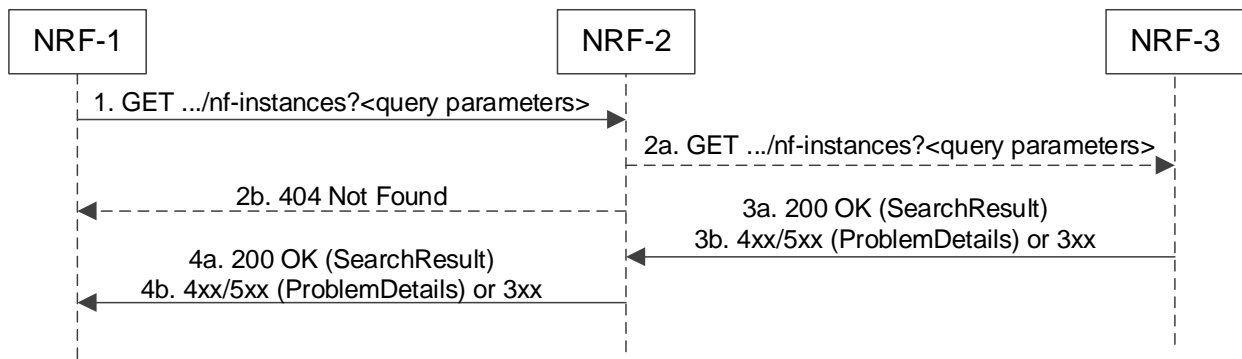 NRF-1
NRF-2
NRF-3
1. GET .../nf-instances?<query parameters>
2a. GET .../nf-instances?<query parameters>
2b. 404 Not Found
3a. 200 OK (SearchResult)
3b. 4xx/5xx (ProblemDetails) or 3xx
4a. 200 OK (SearchResult)
4b. 4xx/5xx (ProblemDetails) or 3xx